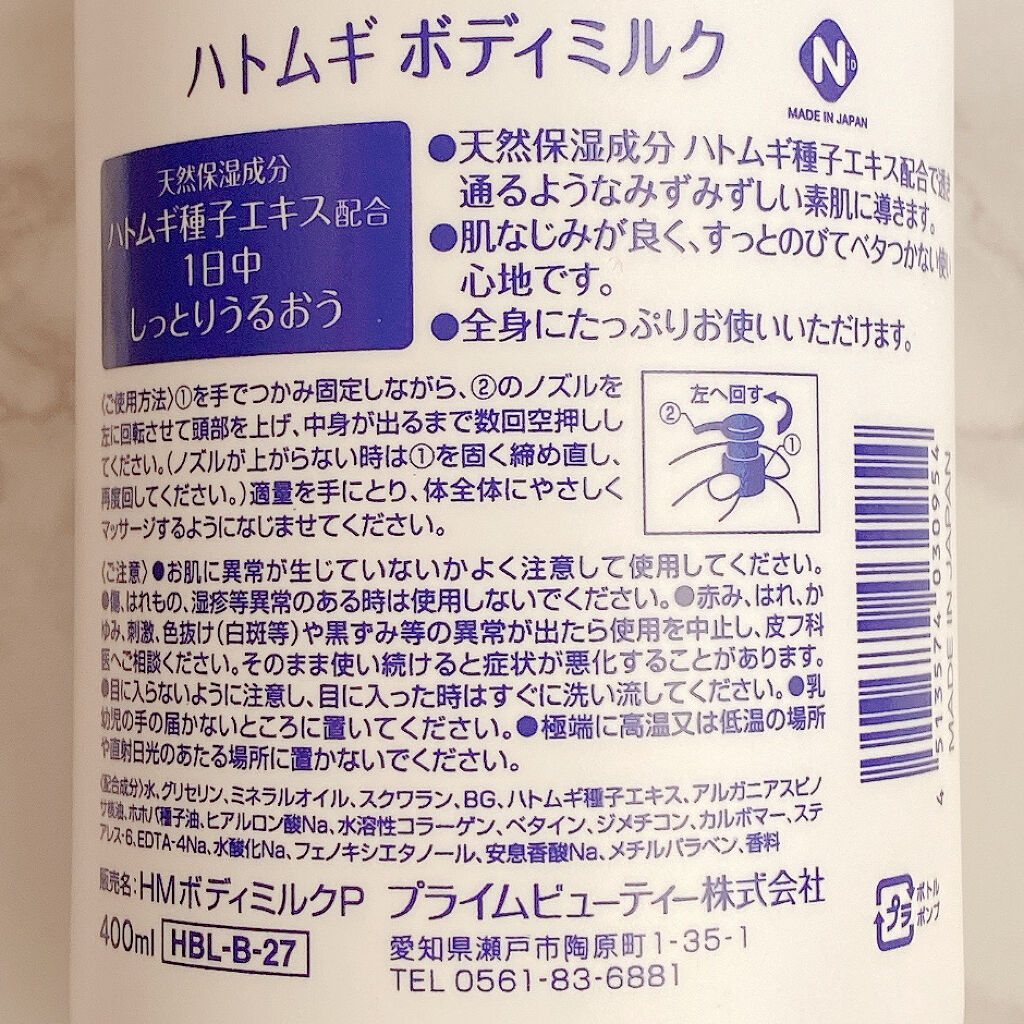 ハトムギ ボディミルク
N
iD
MADE IN JAPAN
天然保湿成分
ハトムギ種子エキス配合
1日中
しっとりうるおう
●天然保湿成分 ハトムギ種子エキス配合で透き
通るようなみずみずしい素肌に導きます。
●肌なじみが良く、すっとのびてベタつかない使い
心地です。
●全身にたっぷりお使いいただけます。
〈ご使用方法〉①を手でつかみ固定しながら、②のノズルを
左に回転させて頭部を上げ、中身が出るまで数回空押しし
てください。(ノズルが上がらない時は①を固く締め直し、
再度回してください。)適量を手にとり、体全体にやさしく
マッサージするようになじませてください。
左へ回す
②
①
〈ご注意〉●お肌に異常が生じていないかよく注意して使用してください。
●傷、はれもの、湿疹等異常のある時は使用しないでください。●赤み、はれ、か
ゆみ、刺激、色抜け(白斑等)や黒ずみ等の異常が出たら使用を中止し、皮フ科
医へご相談ください。そのまま使い続けると症状が悪化することがあります。
●目に入らないように注意し、目に入った時はすぐに洗い流してください。●乳
幼児の手の届かないところに置いてください。●極端に高温又は低温の場所
や直射日光のあたる場所に置かないでください。
〈配合成分〉水、グリセリン、ミネラルオイル、スクワラン、BG、ハトムギ種子エキス、アルガニアスピノ
サ核油、ホホバ種子油、ヒアルロン酸Na、水溶性コラーゲン、ベタイン、ジメチコン、カルボマー、ステ
アレス-6、EDTA-4Na、水酸化Na、フェノキシエタノール、安息香酸Na、メチルパラベン、香料
販売名:HMボディミルクP
400ml HBL-B-27
プライムビューティー株式会社
愛知県瀬戸市陶原町1-35-1
TEL 0561-83-6881
4 513574 030954
MADE IN JAPAN
プラ
ボトル
ポンプ